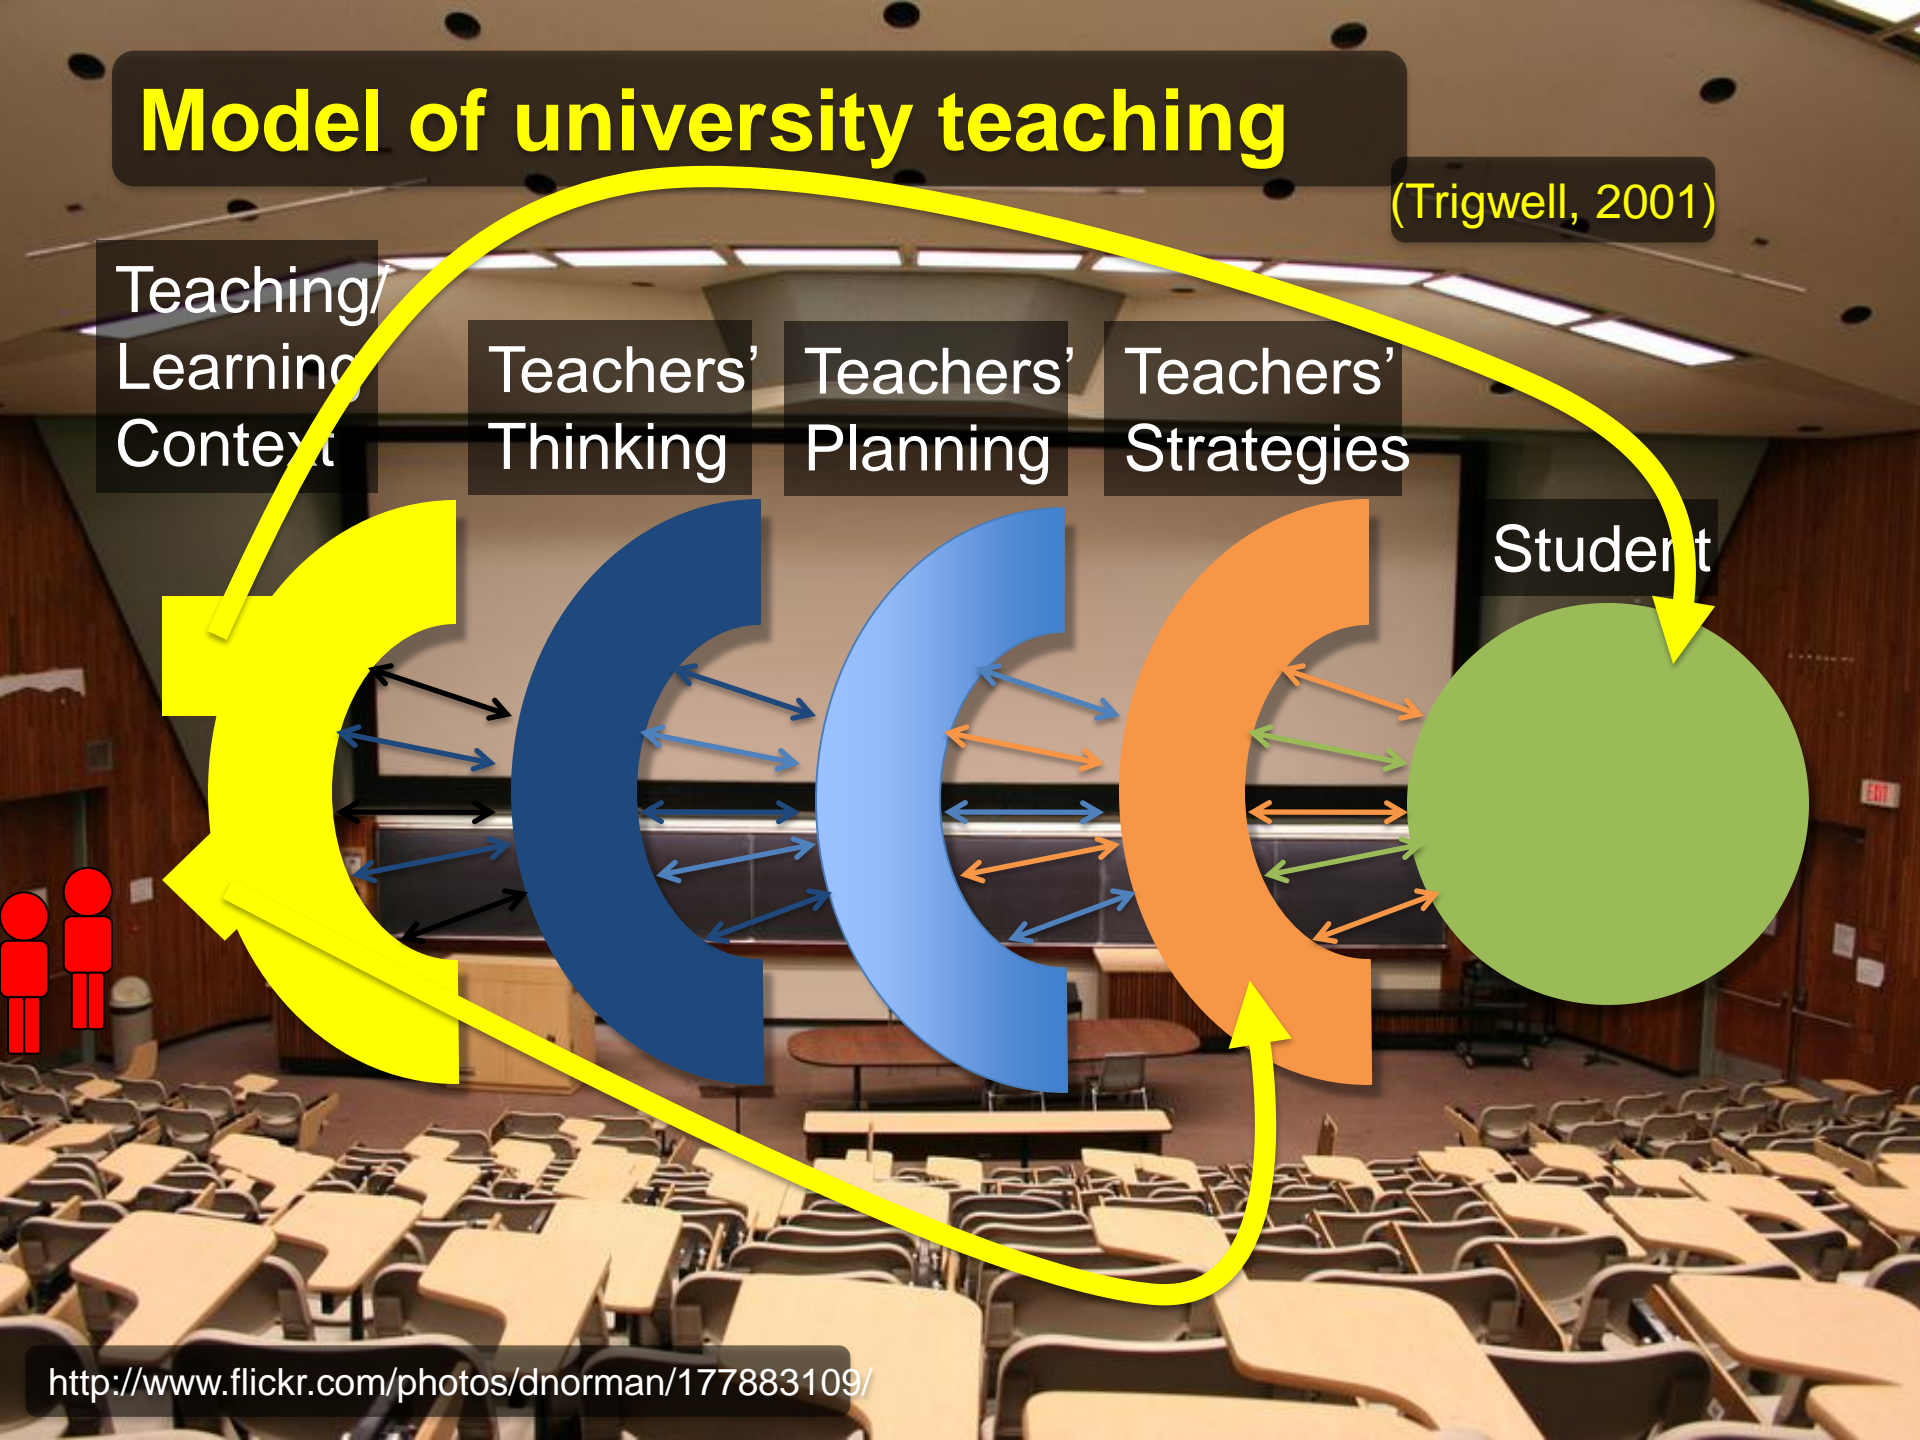 Model of university teaching
(Trigwell, 2001)
Teaching/
Learning
Context
Teachers’
Thinking
Teachers’
Planning
Teachers’
Strategies
Student
EXIT
http://www.flickr.com/photos/dnorman/177883109/